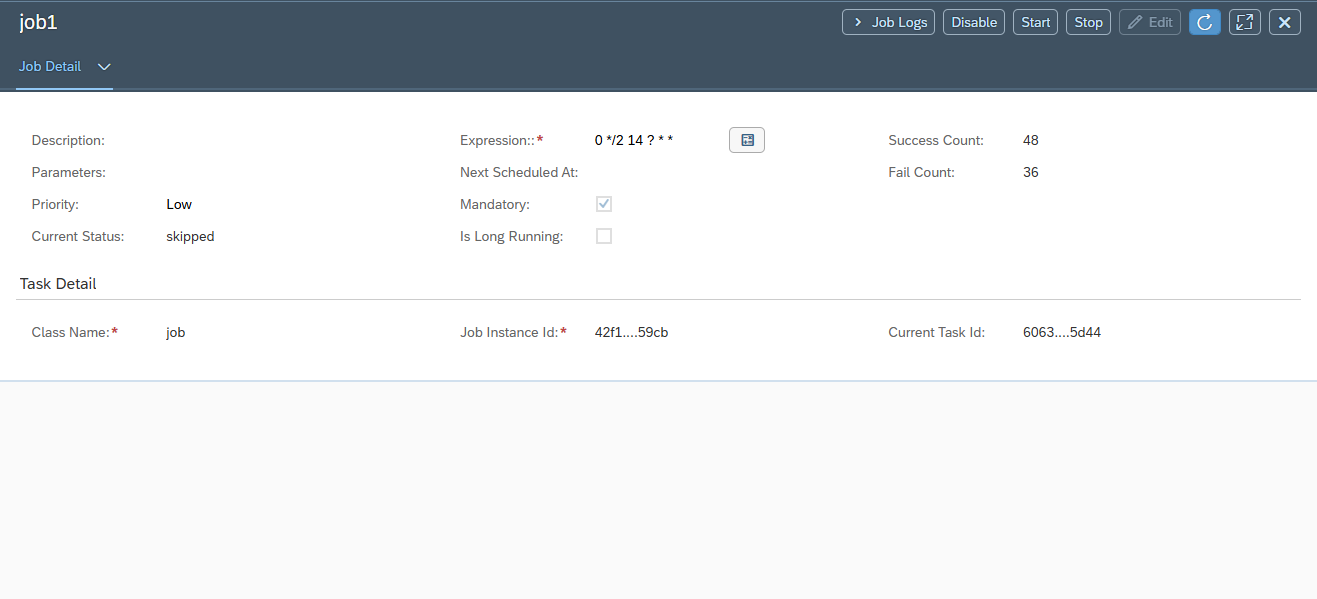 job1
Job Logs Disable Start Stop Edit
Job Detail
Description: Expression::* 0 */2 14 ? * * Success Count: 48
Parameters: Next Scheduled At: Fail Count: 36
Priority: Low Mandatory:
Current Status: skipped Is Long Running:
Task Detail
Class Name:* job Job Instance Id:* 42f1....59cb Current Task Id: 6063....5d44